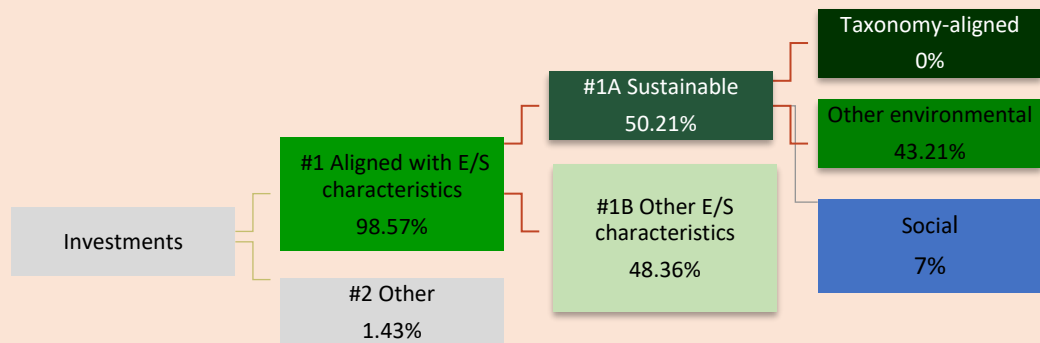 Investments
#1 Aligned with E/S
characteristics
98.57%
#2 Other
1.43%
#1A Sustainable
50.21%
#1B Other E/S
characteristics
48.36%
Taxonomy-aligned
0%
Other environmental
43.21%
Social
7%